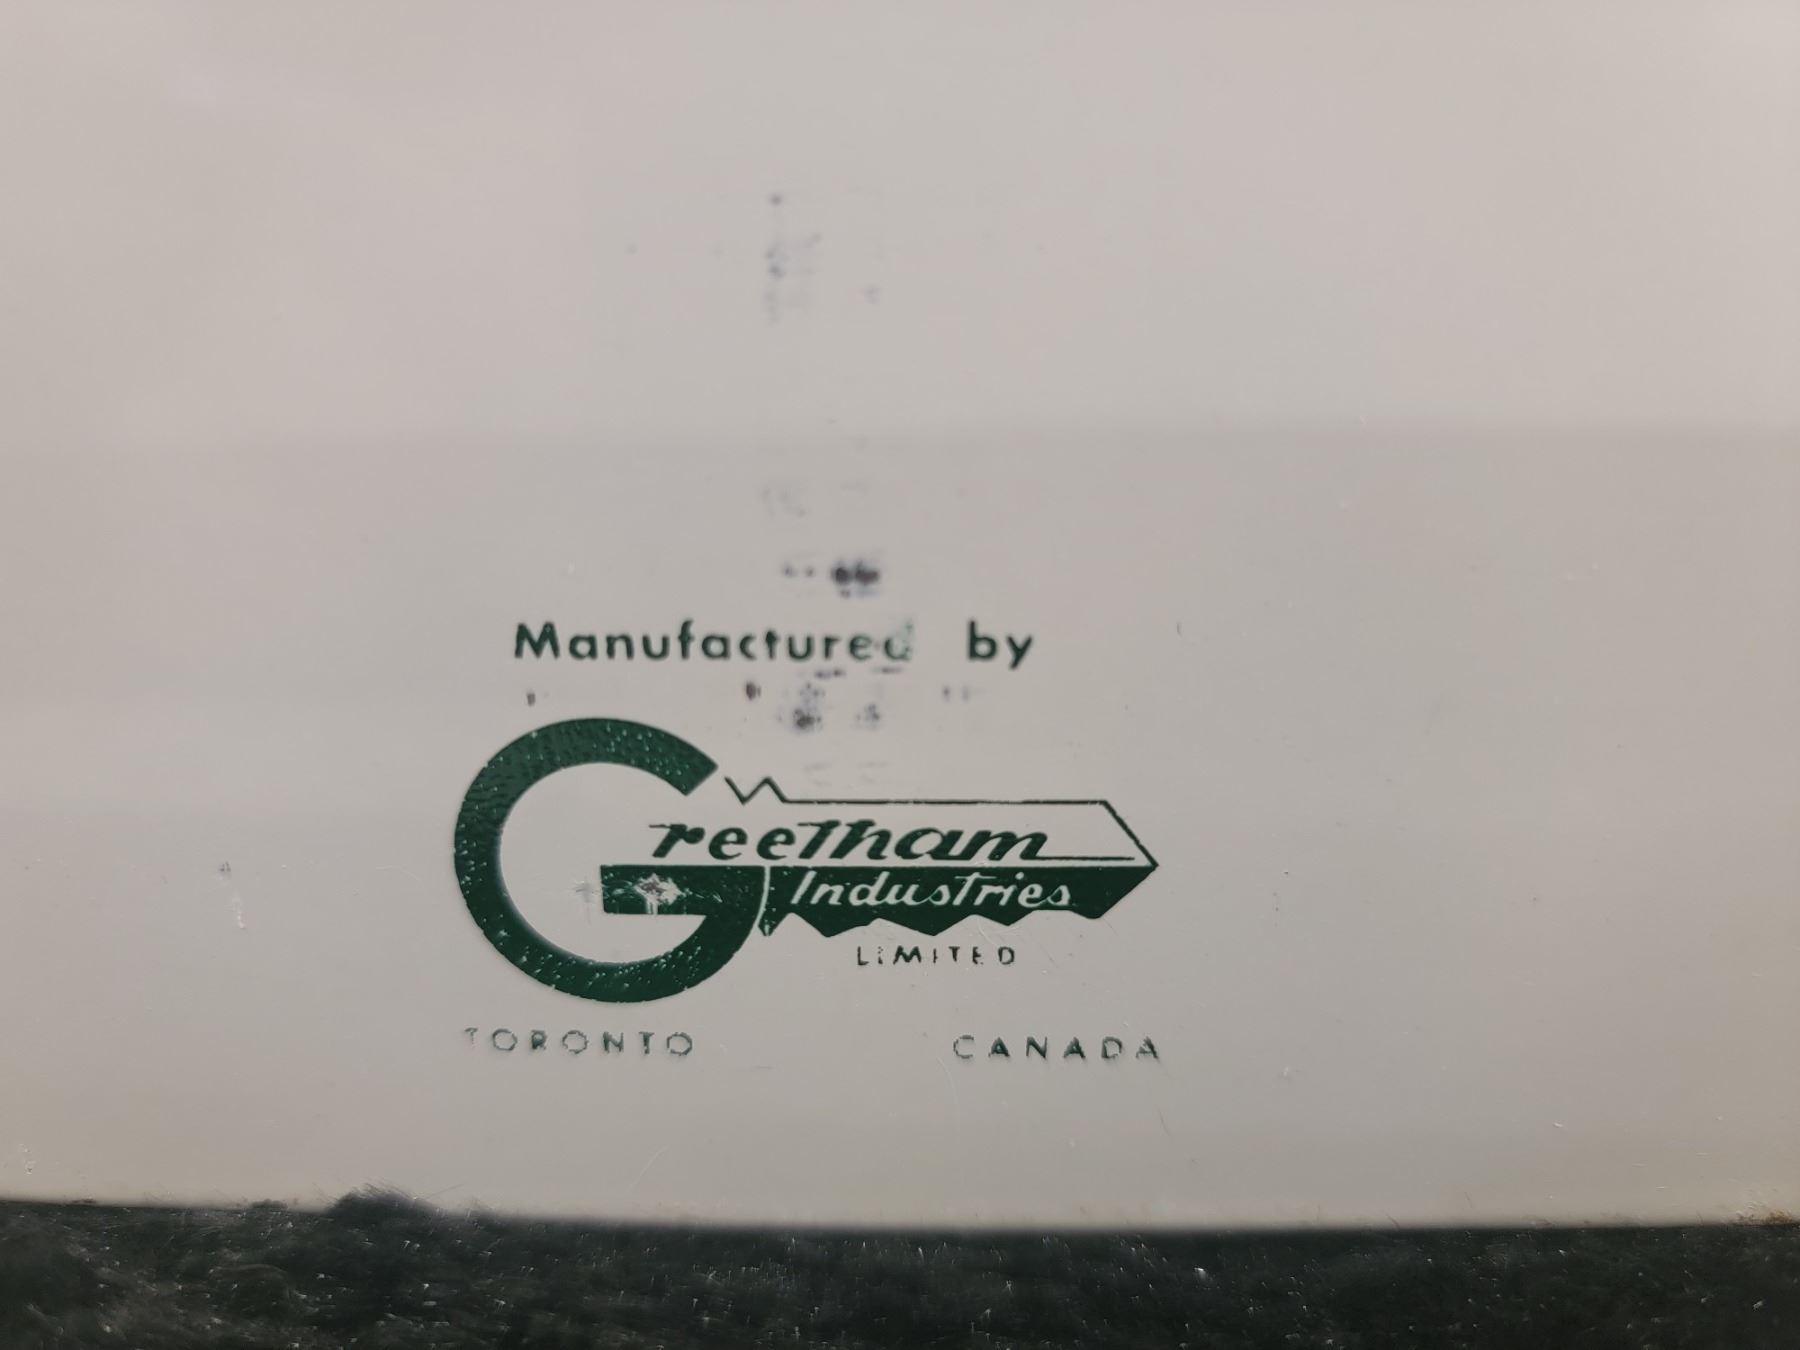 Manufactured by
Greetham
Industries
LIMITED
TORONTO CANADA